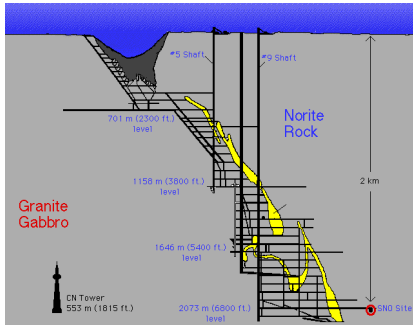 #5 Shaft
#9 Shaft
Norite
Rock
701 m (2300 ft.)
level
1158 m (3800 ft.)
level
2 km
Granite
Gabbro
1646 m (5400 ft.)
level
CN Tower
553 m (1815 ft.)
2073 m (6800 ft.)
level
SNO Site